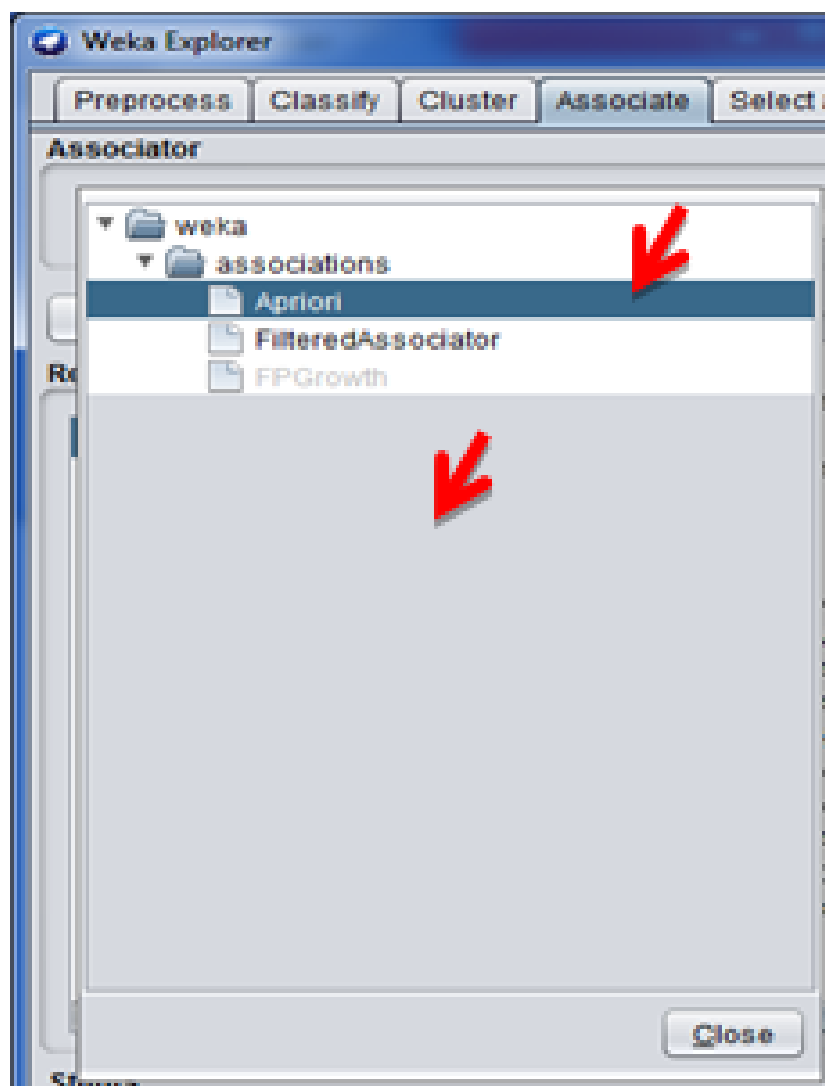 Weka Explorer
Preprocess Classify Cluster Associate Select
Associator
weka
associations
Apriori
FilteredAssociator
FPGrowth
Close